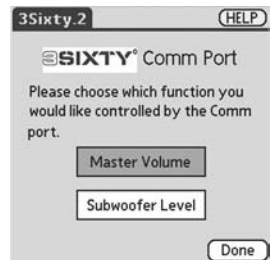 3Sixty.2 HELP
3SIXTY° Comm Port
Please choose which function you
would like controlled by the Comm
port.
Master Volume
Subwoofer Level
Done